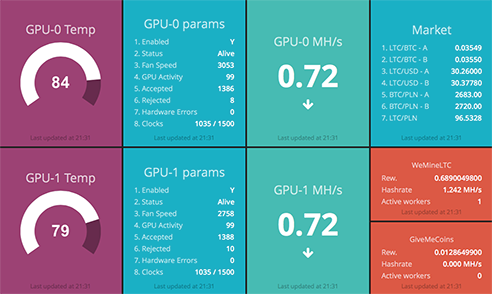 GPU-0 Temp
84
Last updated at 21:31
GPU-0 params
1. Enabled Y
2. Status Alive
3. Fan Speed 3053
4. GPU Activity 99
5. Accepted 1386
6. Rejected 8
7. Hardware Errors 0
8. Clocks 1035 / 1500
Last updated at 21:31
GPU-0 MH/s
0.72
Last updated at 21:31
Market
1. LTC/BTC - A 0.03549
2. LTC/BTC - B 0.03550
3. LTC/USD - A 30.26000
4. LTC/USD - B 30.37780
5. BTC/PLN - A 2683.00
6. BTC/PLN - B 2720.00
7. LTC/PLN 96.5328
Last updated at 21:31
GPU-1 Temp
79
Last updated at 21:31
GPU-1 params
1. Enabled Y
2. Status Alive
3. Fan Speed 2758
4. GPU Activity 99
5. Accepted 1388
6. Rejected 10
7. Hardware Errors 0
8. Clocks 1035 / 1500
Last updated at 21:31
GPU-1 MH/s
0.72
Last updated at 21:31
WeMineLTC
Rew. 0.6890049800
Hashrate 1.242 MH/s
Active workers 1
Last updated at 21:31
GiveMeCoins
Rew. 0.0128649900
Hashrate 0.000 MH/s
Active workers 0
Last updated at 21:31